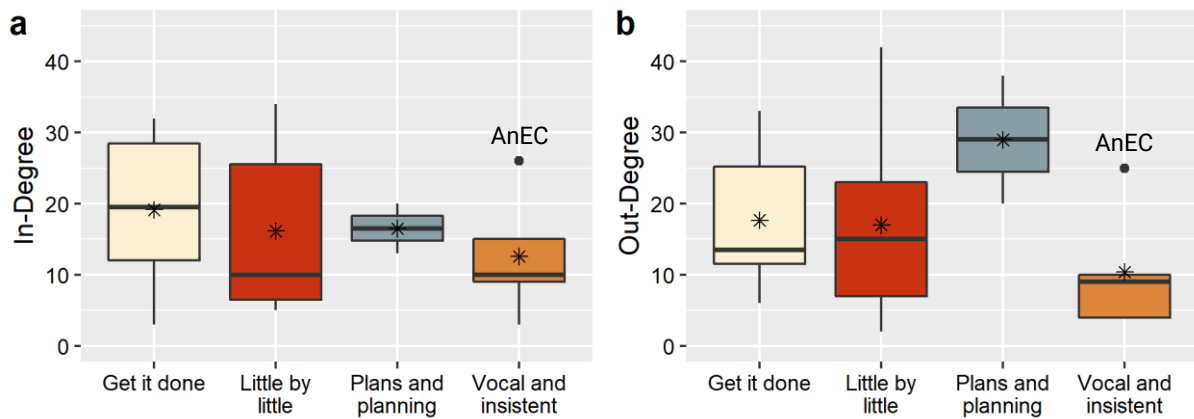 a
In-Degree
40
30
20
10
0
AnEC
Get it done
Little by
little
Plans and
planning
Vocal and
insistent
b
Out-Degree
40
30
20
10
0
AnEC
Get it done
Little by
little
Plans and
planning
Vocal and
insistent